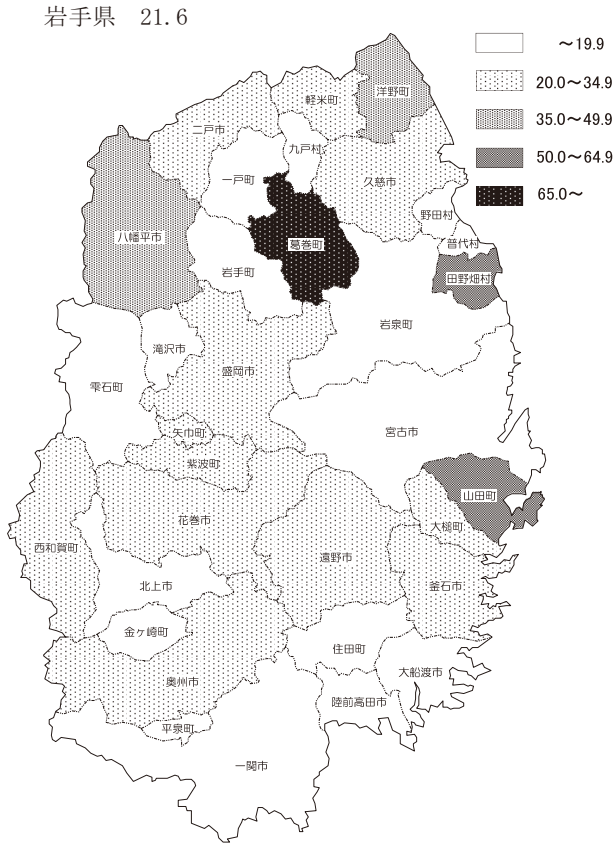 岩手県 21.6
～19.9
20.0～34.9
35.0～49.9
50.0～64.9
65.0～
洋野町
軽米町
二戸市
九戸村
一戸町
久慈市
野田村
八幡平市
葛巻町
普代村
岩手町
田野畑村
岩泉町
滝沢市
盛岡市
雫石町
矢巾町
宮古市
紫波町
山田町
花巻市
大槌町
西和賀町
遠野市
北上市
釜石市
金ヶ崎町
住田町
大船渡市
奥州市
陸前高田市
平泉町
一関市